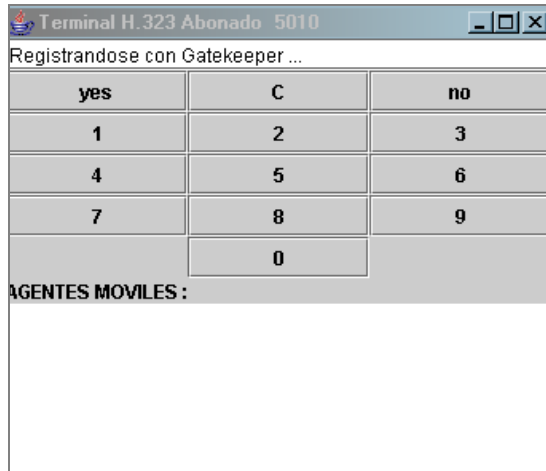 Terminal H.323 Abonado 5010
Registrandose con Gatekeeper ...
yes C no
1 2 3
4 5 6
7 8 9
0
AGENTES MOVILES :